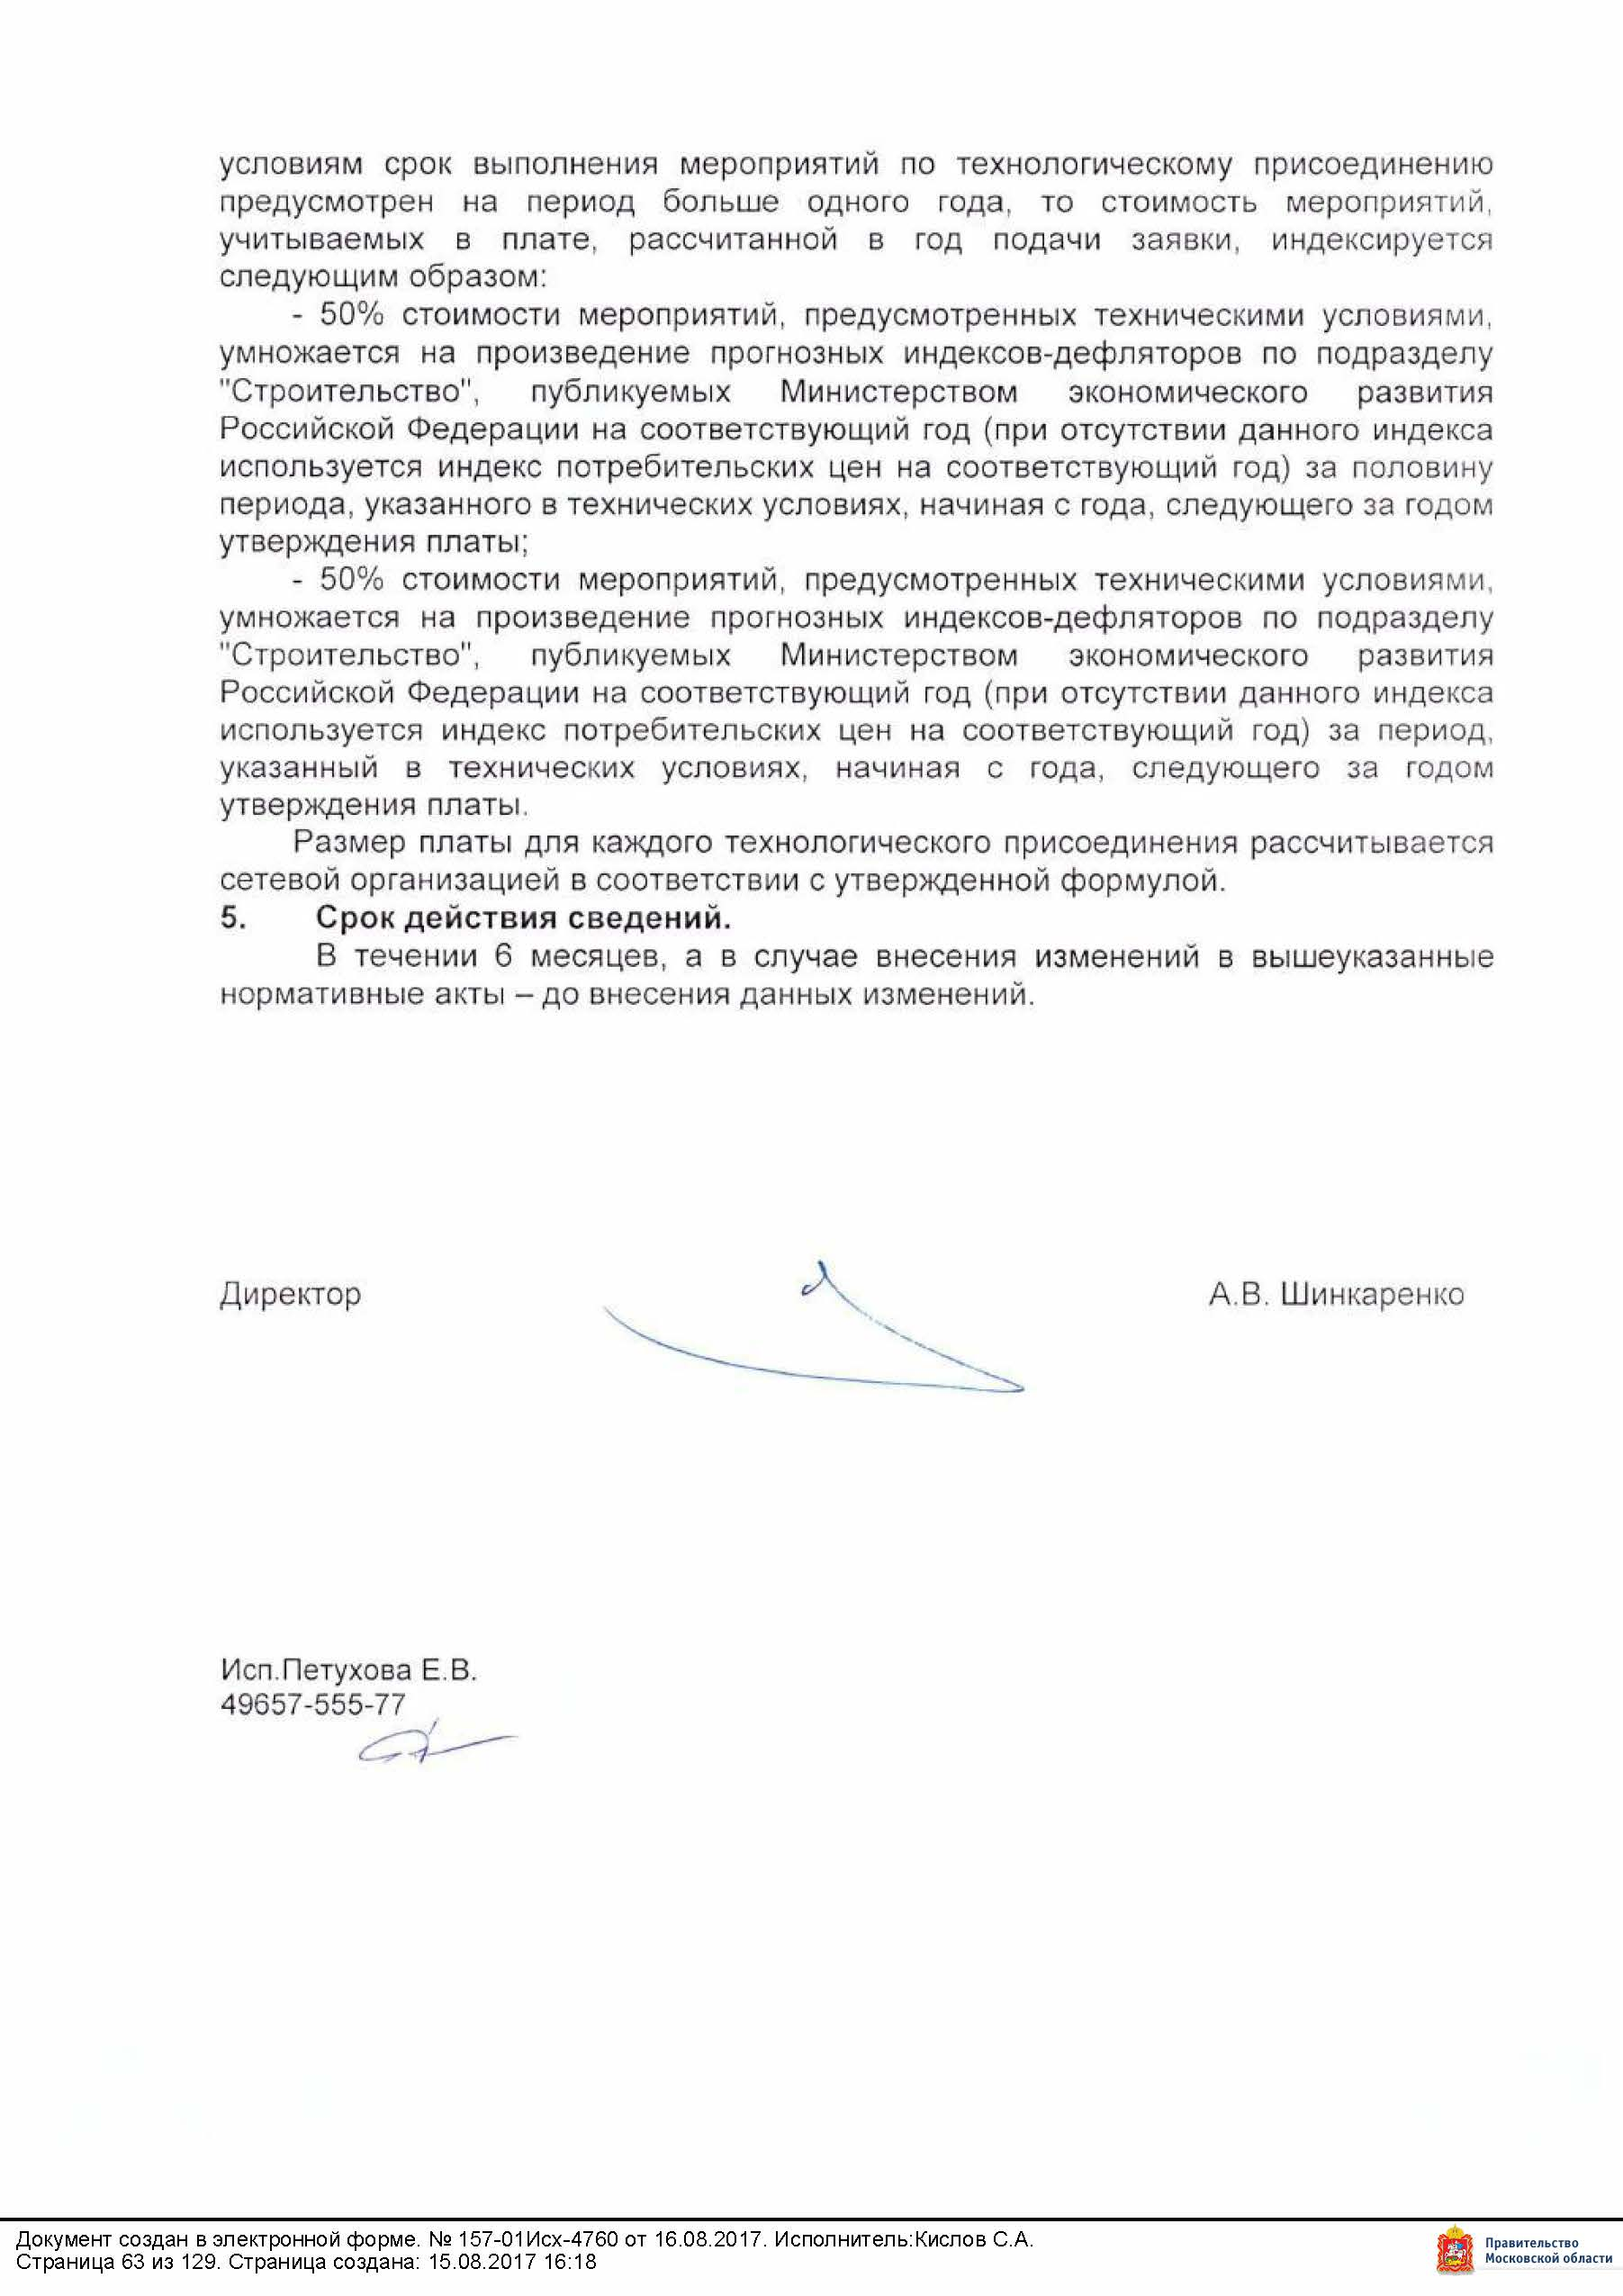 условиям срок выполнения мероприятий по технологическому присоединению
предусмотрен на период больше одного года, то стоимость мероприятий,
учитываемых в плате, рассчитанной в год подачи заявки, индексируется
следующим образом:
- 50% стоимости мероприятий, предусмотренных техническими условиями,
умножается на произведение прогнозных индексов-дефляторов по подразделу
"Строительство", публикуемых Министерством экономического развития
Российской Федерации на соответствующий год (при отсутствии данного индекса
используется индекс потребительских цен на соответствующий год) за половину
периода, указанного в технических условиях, начиная с года, следующего за годом
утверждения платы;
- 50% стоимости мероприятий, предусмотренных техническими условиями,
умножается на произведение прогнозных индексов-дефляторов по подразделу
"Строительство", публикуемых Министерством экономического развития
Российской Федерации на соответствующий год (при отсутствии данного индекса
используется индекс потребительских цен на соответствующий год) за период,
указанный в технических условиях, начиная с года, следующего за годом
утверждения платы.
Размер платы для каждого технологического присоединения рассчитывается
сетевой организацией в соответствии с утвержденной формулой.
5. Срок действия сведений.
В течении 6 месяцев, а в случае внесения изменений в вышеуказанные
нормативные акты – до внесения данных изменений.
Директор А.В. Шинкаренко
Исп.Петухова Е.В.
49657-555-77
Документ создан в электронной форме. № 157-01Исх-4760 от 16.08.2017. Исполнитель:Кислов С.А.
Страница 63 из 129. Страница создана: 15.08.2017 16:18
Правительство
Московской области